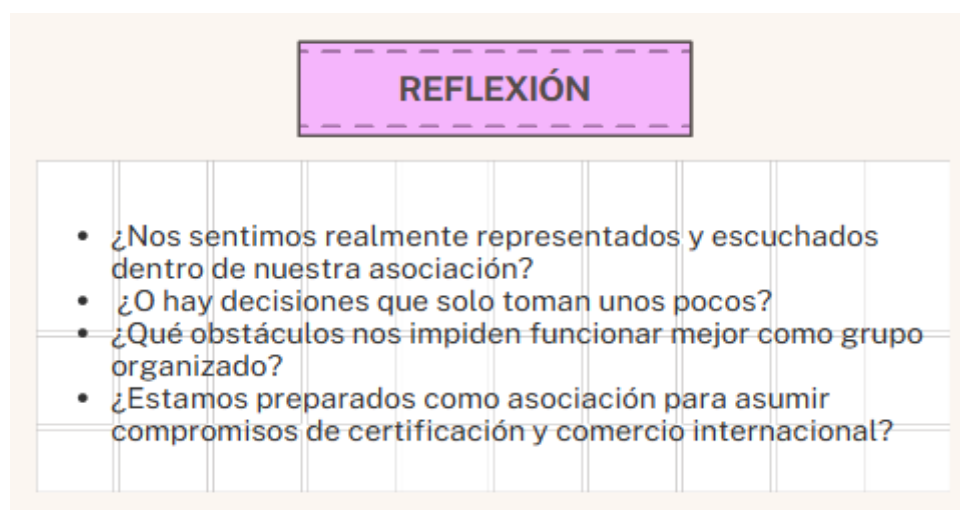 REFLEXIÓN
• ¿Nos sentimos realmente representados y escuchados
dentro de nuestra asociación?
• ¿O hay decisiones que solo toman unos pocos?
• ¿Qué obstáculos nos impiden funcionar mejor como grupo
organizado?
• ¿Estamos preparados como asociación para asumir
compromisos de certificación y comercio internacional?